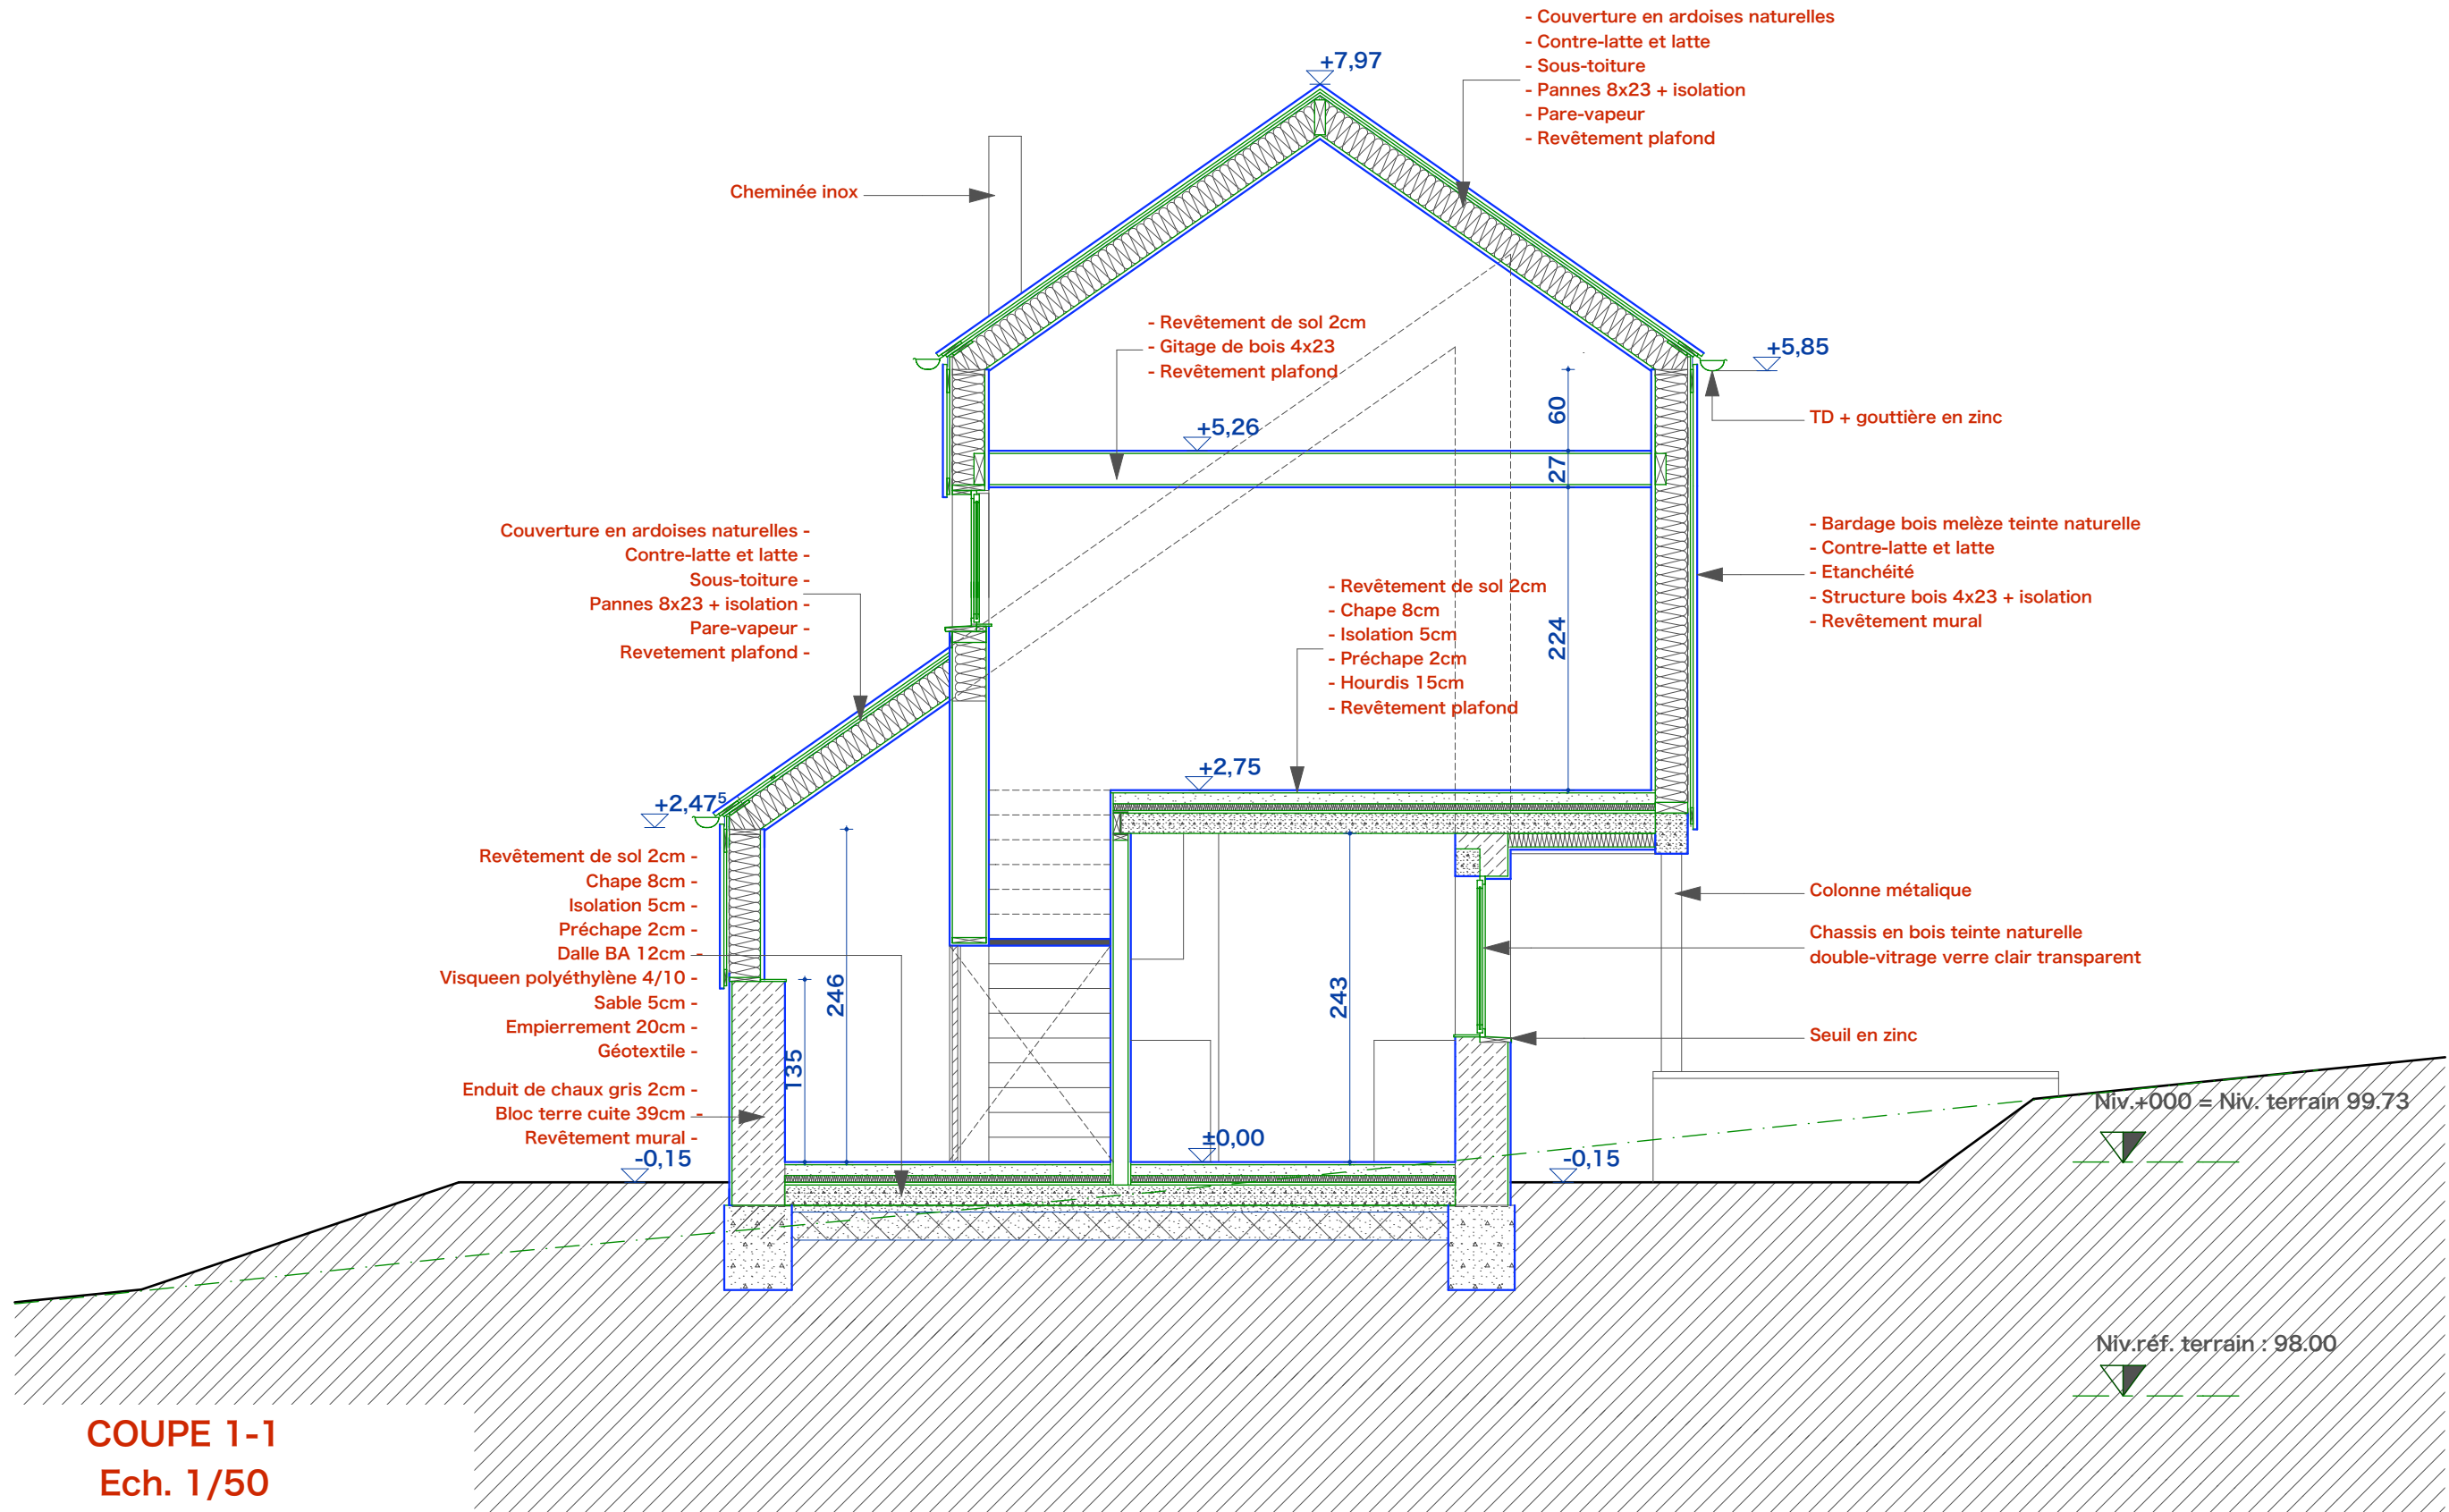 - Couverture en ardoises naturelles
- Contre-latte et latte
- Sous-toiture
- Pannes 8x23 + isolation
- Pare-vapeur
- Revêtement plafond
+7,97
Cheminée inox
- Revêtement de sol 2cm
- Gitage de bois 4x23
- Revêtement plafond
+5,85
TD + gouttière en zinc
60
+5,26
27
Couverture en ardoises naturelles -
Contre-latte et latte -
Sous-toiture -
Pannes 8x23 + isolation -
Pare-vapeur -
Revetement plafond -
- Bardage bois melèze teinte naturelle
- Contre-latte et latte
- Etanchéité
- Structure bois 4x23 + isolation
- Revêtement mural
- Revêtement de sol 2cm
- Chape 8cm
- Isolation 5cm
- Préchape 2cm
- Hourdis 15cm
- Revêtement plafond
224
+2,75
+2,47⁵
Revêtement de sol 2cm -
Chape 8cm -
Isolation 5cm -
Préchape 2cm -
Dalle BA 12cm -
Visqueen polyéthylène 4/10 -
Sable 5cm -
Empierrement 20cm -
Géotextile -
Enduit de chaux gris 2cm -
Bloc terre cuite 39cm -
Revêtement mural -
-0,15
135
246
243
±0,00
-0,15
Colonne métalique
Chassis en bois teinte naturelle
double-vitrage verre clair transparent
Seuil en zinc
Niv.+000 = Niv. terrain 99.73
Niv.réf. terrain : 98.00
COUPE 1-1
Ech. 1/50